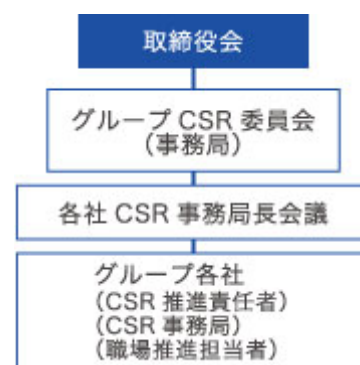 取締役会
グループ CSR 委員会
（事務局）
各社 CSR 事務局長会議
グループ各社
（CSR 推進責任者）
（CSR 事務局）
（職場推進担当者）